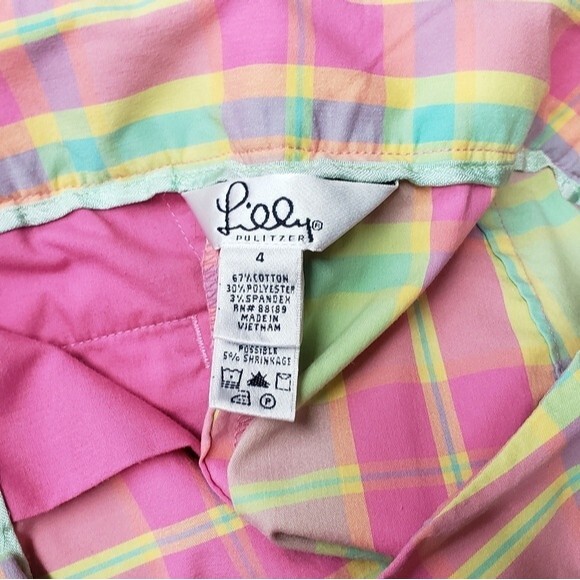 Lilly®
PULITZER
4
67% COTTON
30% POLYESTER
3% SPANDEX
RN# 88189
MADE IN
VIETNAM
POSSIBLE
5% SHRINKAGE
P